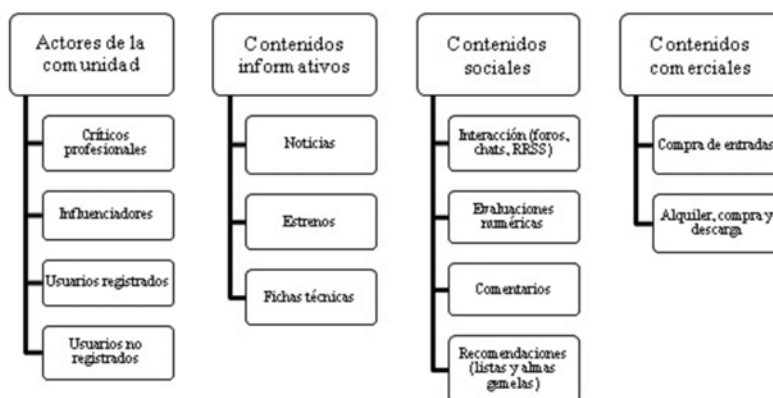 Actores de la
comunidad
Críticos
profesionales
Influenciadores
Usuarios registrados
Usuarios no
registrados
Contenidos
informativos
Noticias
Estrenos
Fichas técnicas
Contenidos
sociales
Interacción (foros,
chats, RRSS)
Evaluaciones
numéricas
Comentarios
Recomendaciones
(listas y almas
gemelas)
Contenidos
comerciales
Compra de entradas
Alquiler, compra y
descarga